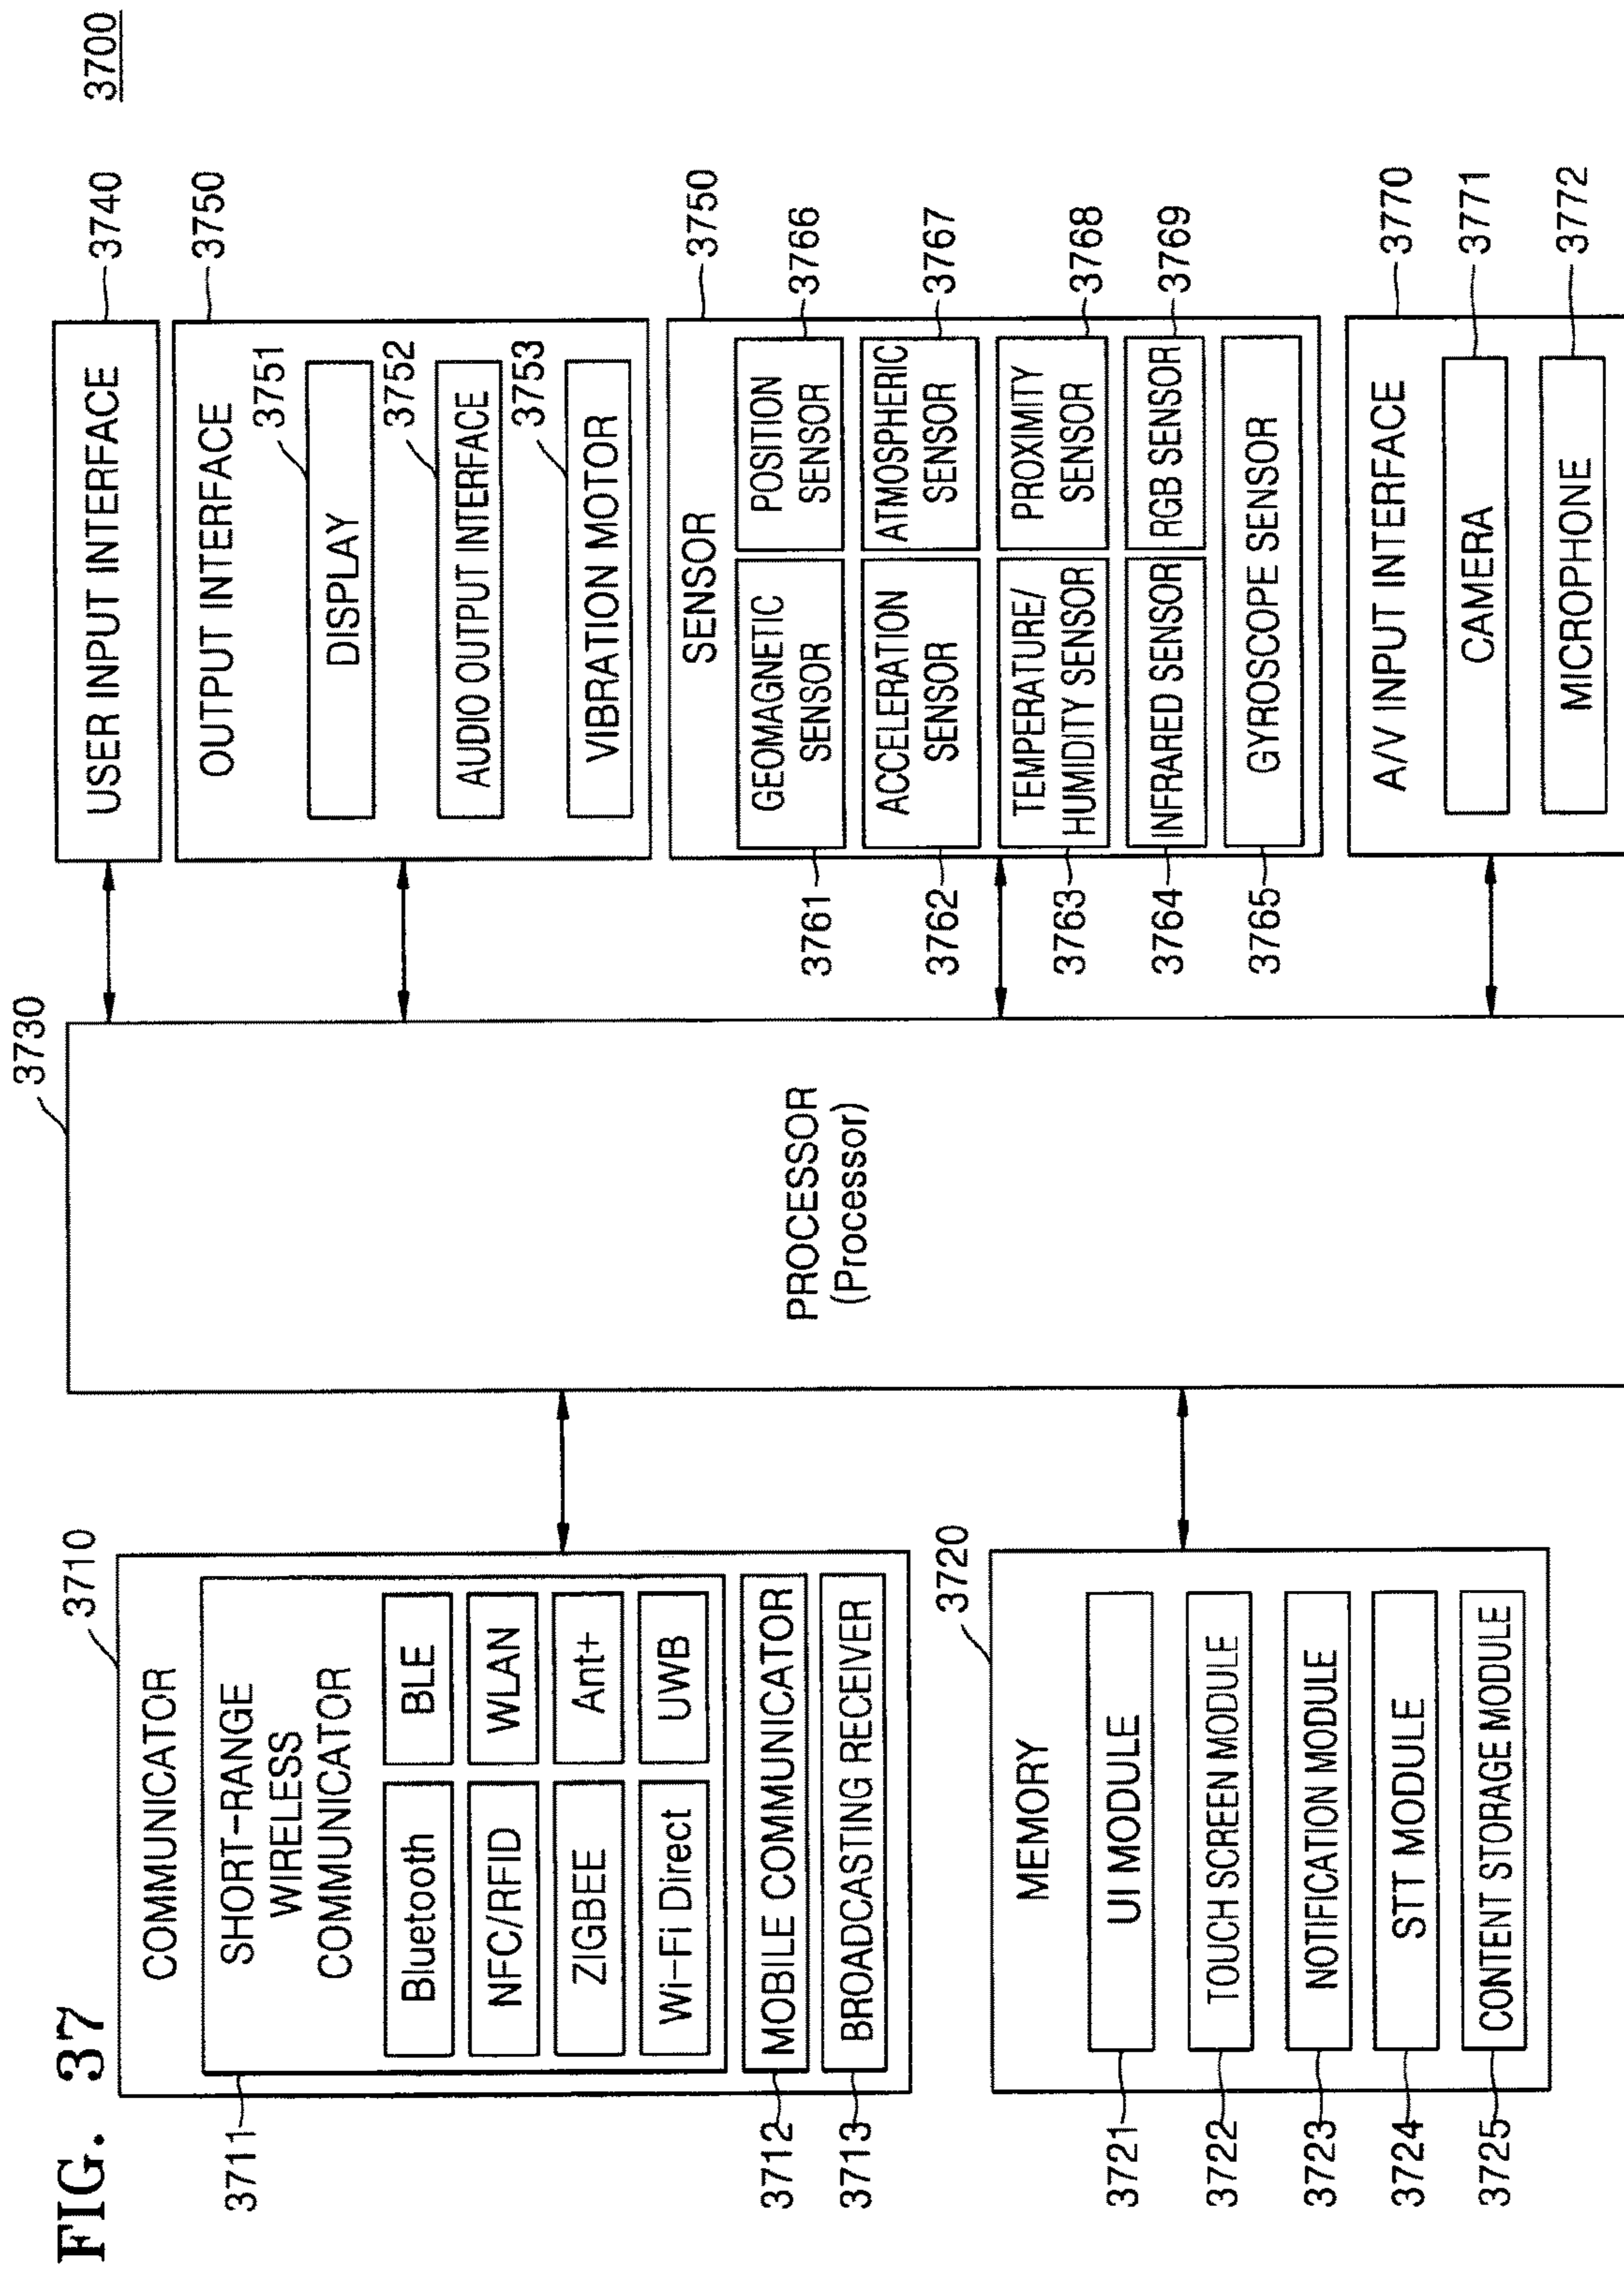 FIG. 37
3700
3710
COMMUNICATOR
3711
SHORT-RANGE
WIRELESS
COMMUNICATOR
Bluetooth
BLE
NFC/RFID
WLAN
ZIGBEE
Ant+
Wi-Fi Direct
UWB
3712
MOBILE COMMUNICATOR
3713
BROADCASTING RECEIVER
3720
MEMORY
3721
UI MODULE
3722
TOUCH SCREEN MODULE
3723
NOTIFICATION MODULE
3724
STT MODULE
3725
CONTENT STORAGE MODULE
3730
PROCESSOR
(Processor)
3740
USER INPUT INTERFACE
3750
OUTPUT INTERFACE
3751
DISPLAY
3752
AUDIO OUTPUT INTERFACE
3753
VIBRATION MOTOR
3750
SENSOR
3761
GEOMAGNETIC
SENSOR
POSITION
SENSOR
3766
3762
ACCELERATION
SENSOR
ATMOSPHERIC
SENSOR
3767
3763
TEMPERATURE/
HUMIDITY SENSOR
PROXIMITY
SENSOR
3768
3764
INFRARED SENSOR
RGB SENSOR
3769
3765
GYROSCOPE SENSOR
3770
A/V INPUT INTERFACE
CAMERA
3771
MICROPHONE
3772